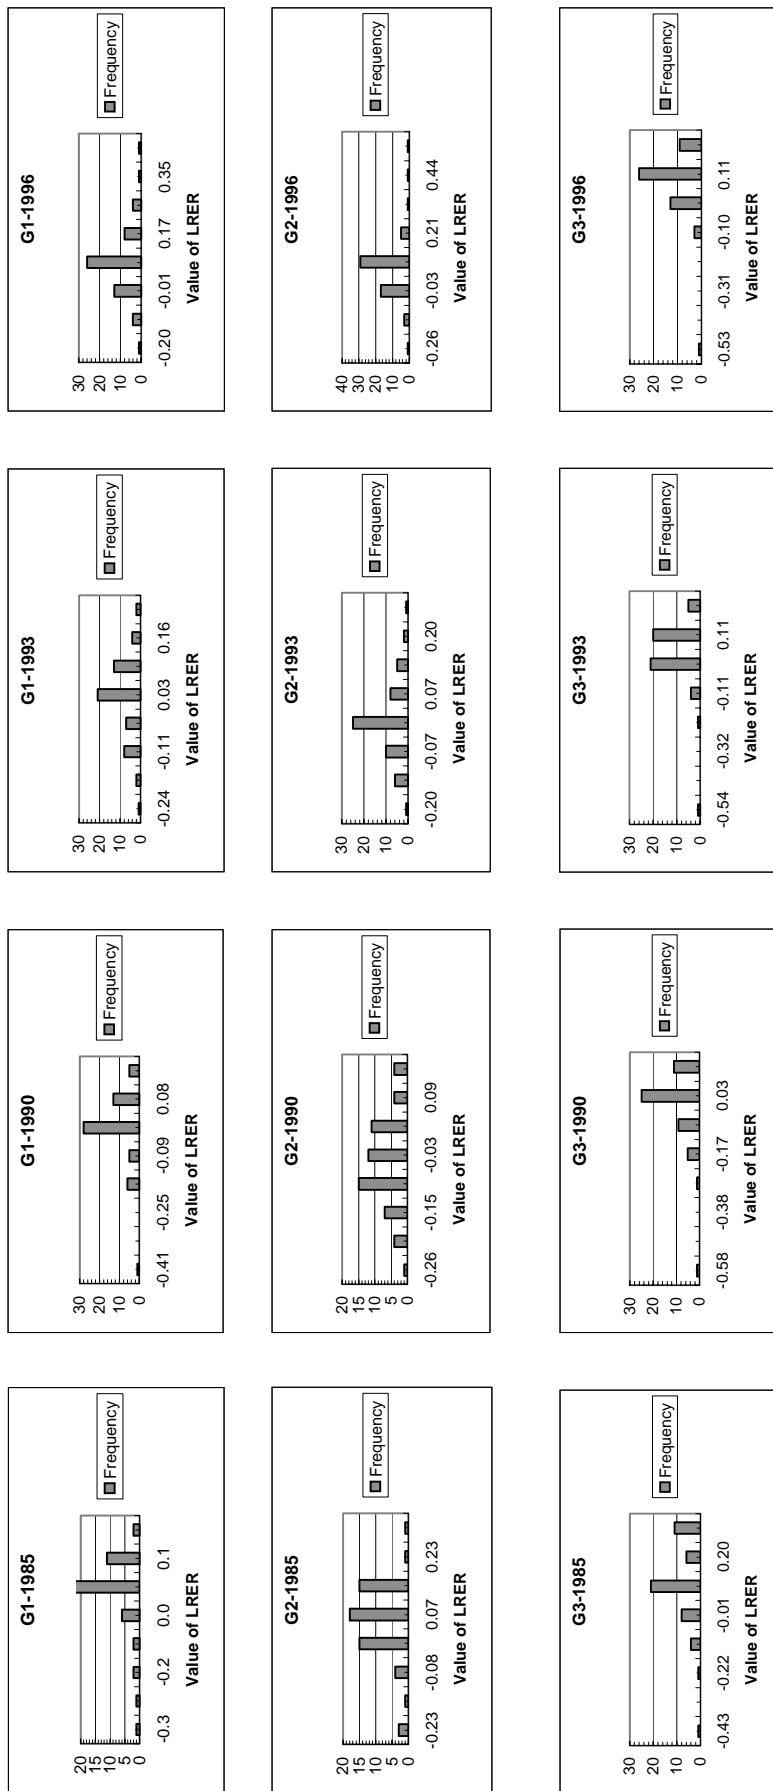 G1-1985
20
15
10
5
0
-0.3
-0.2
0.0
0.1
Value of LRER
Frequency
G1-1990
30
20
10
0
-0.41
-0.25
-0.09
0.08
Value of LRER
Frequency
G1-1993
30
20
10
0
-0.24
-0.11
0.03
0.16
Value of LRER
Frequency
G1-1996
30
20
10
0
-0.20
-0.01
0.17
0.35
Value of LRER
Frequency
G2-1985
20
15
10
5
0
-0.23
-0.08
0.07
0.23
Value of LRER
Frequency
G2-1990
20
15
10
5
0
-0.26
-0.15
-0.03
0.09
Value of LRER
Frequency
G2-1993
30
20
10
0
-0.20
-0.07
0.07
0.20
Value of LRER
Frequency
G2-1996
40
30
20
10
0
-0.26
-0.03
0.21
0.44
Value of LRER
Frequency
G3-1985
30
20
10
0
-0.43
-0.22
-0.01
0.20
Value of LRER
Frequency
G3-1990
30
20
10
0
-0.58
-0.38
-0.17
0.03
Value of LRER
Frequency
G3-1993
30
20
10
0
-0.54
-0.32
-0.11
0.11
Value of LRER
Frequency
G3-1996
30
20
10
0
-0.53
-0.31
-0.10
0.11
Value of LRER
Frequency